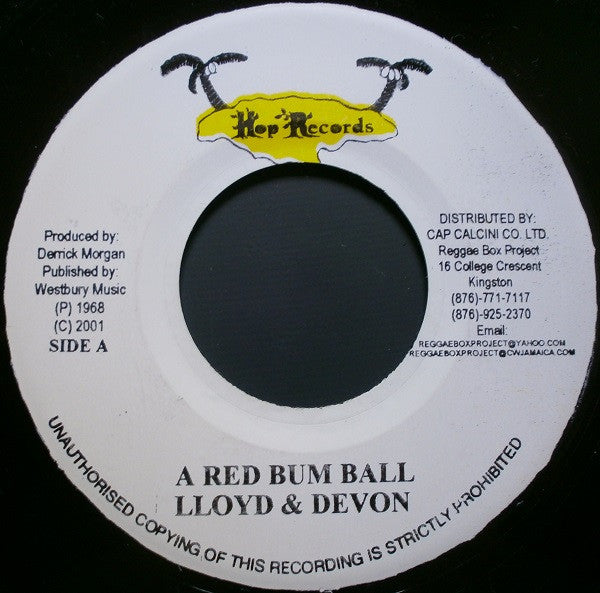 Hop Records
Produced by:
Derrick Morgan
Published by:
Westbury Music
(P) 1968
(C) 2001
SIDE A
DISTRIBUTED BY:
CAP CALCINI CO. LTD.
Reggae Box Project
16 College Crescent
Kingston
(876)-771-7117
(876)-925-2370
Email:
REGGAEBOXPROJECT@YAHOO.COM
REGGAEBOXPROJECT@CWJAMAICA.COM
A RED BUM BALL
LLOYD & DEVON
UNAUTHORISED COPYING OF THIS RECORDING IS STRICTLY PROHIBITED